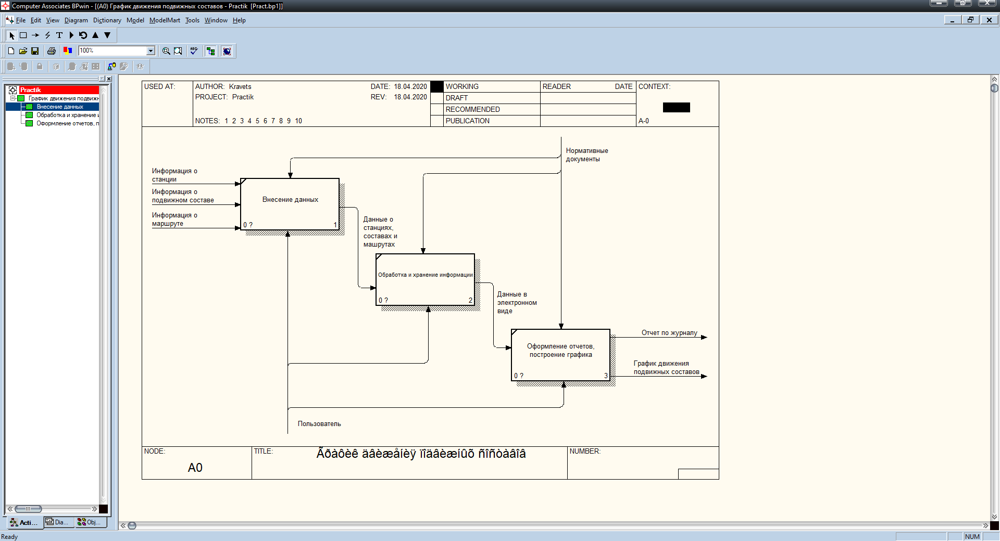 Computer Associates BPwin - [(A0) График движения подвижных составов - Practik  [Pract.bp1]]
File Edit View Diagram Dictionary Model ModelMart Tools Window Help
100%
Practik
График движения подвижн
Внесение данных
Обработка и хранение и
Оформление отчетов, п
Acti...
Dia...
Obj...
USED AT:
AUTHOR: Kravets
DATE: 18.04.2020
PROJECT: Practik
REV: 18.04.2020
NOTES: 1 2 3 4 5 6 7 8 9 10
WORKING
DRAFT
RECOMMENDED
PUBLICATION
READER DATE
CONTEXT:
A-0
Нормативные
документы
Информация о
станции
Информация о
подвижном составе
Информация о
маршруте
Внесение данных
0 ? 1
Данные о
станциях,
составах и
машрутах
Обработка и хранение информации
0 ? 2
Данные в
электронном
виде
Оформление отчетов,
построение графика
0 ? 3
Отчет по журналу
График движения
подвижных составов
Пользователь
NODE:
A0
TITLE:
Ãðàôèê äâèæåíèÿ ïîäâèæíûõ ñîñòàâîâ
NUMBER:
Ready
NUM